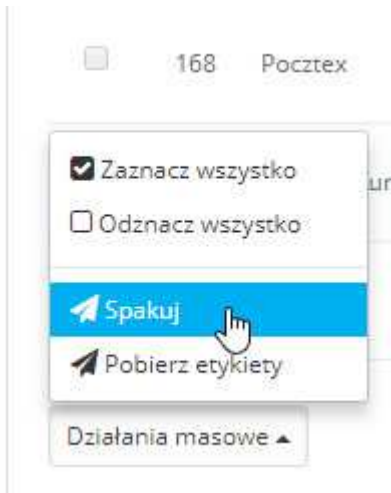 168 Pocztex
Zaznacz wszystko
Odznacz wszystko
Spakuj
Pobierz etykiety
Działania masowe